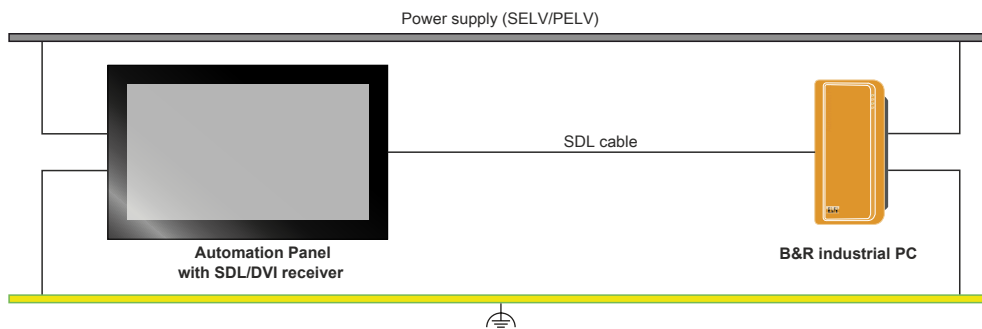 Power supply (SELV/PELV)
SDL cable
Automation Panel
with SDL/DVI receiver
B&R industrial PC